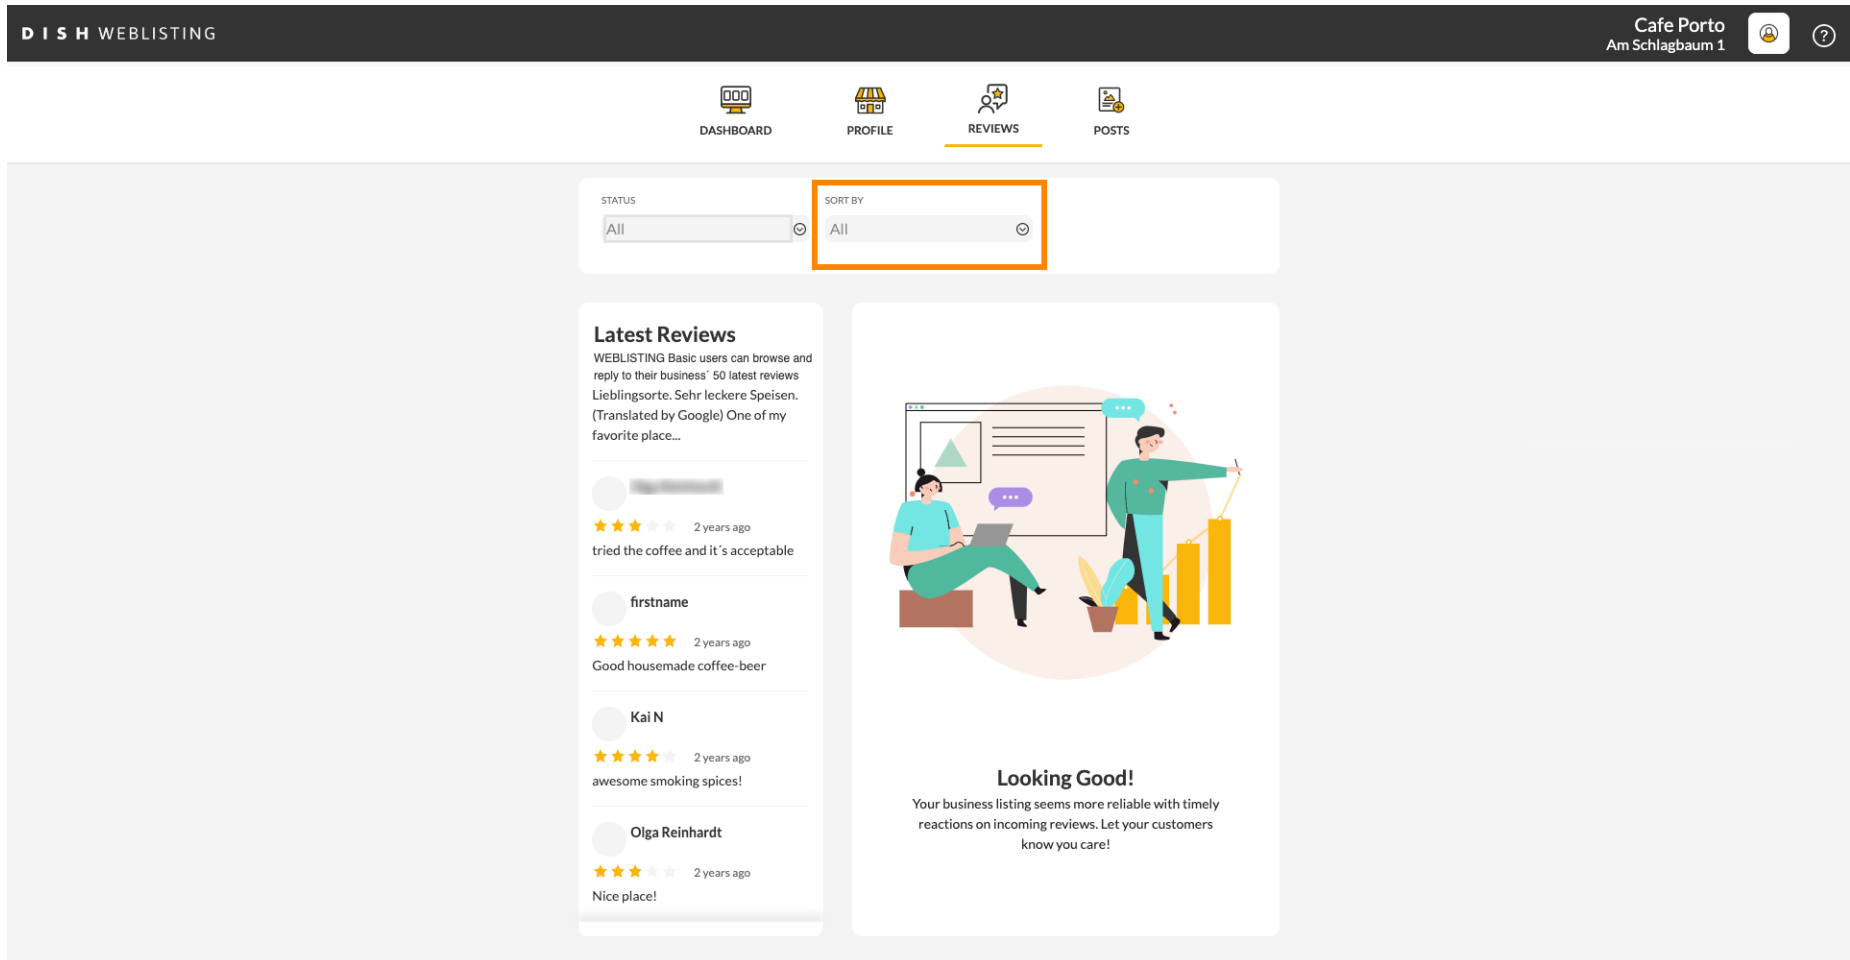 DISH WEBLISTING
Cafe Porto
Am Schlagbaum 1
DASHBOARD
PROFILE
REVIEWS
POSTS
STATUS
All
SORT BY
All
Latest Reviews
WEBLISTING Basic users can browse and
reply to their business´ 50 latest reviews
Lieblingsorte. Sehr leckere Speisen.
(Translated by Google) One of my
favorite place...
2 years ago
tried the coffee and it´s acceptable
firstname
2 years ago
Good housemade coffee-beer
Kai N
2 years ago
awesome smoking spices!
Olga Reinhardt
2 years ago
Nice place!
Looking Good!
Your business listing seems more reliable with timely
reactions on incoming reviews. Let your customers
know you care!